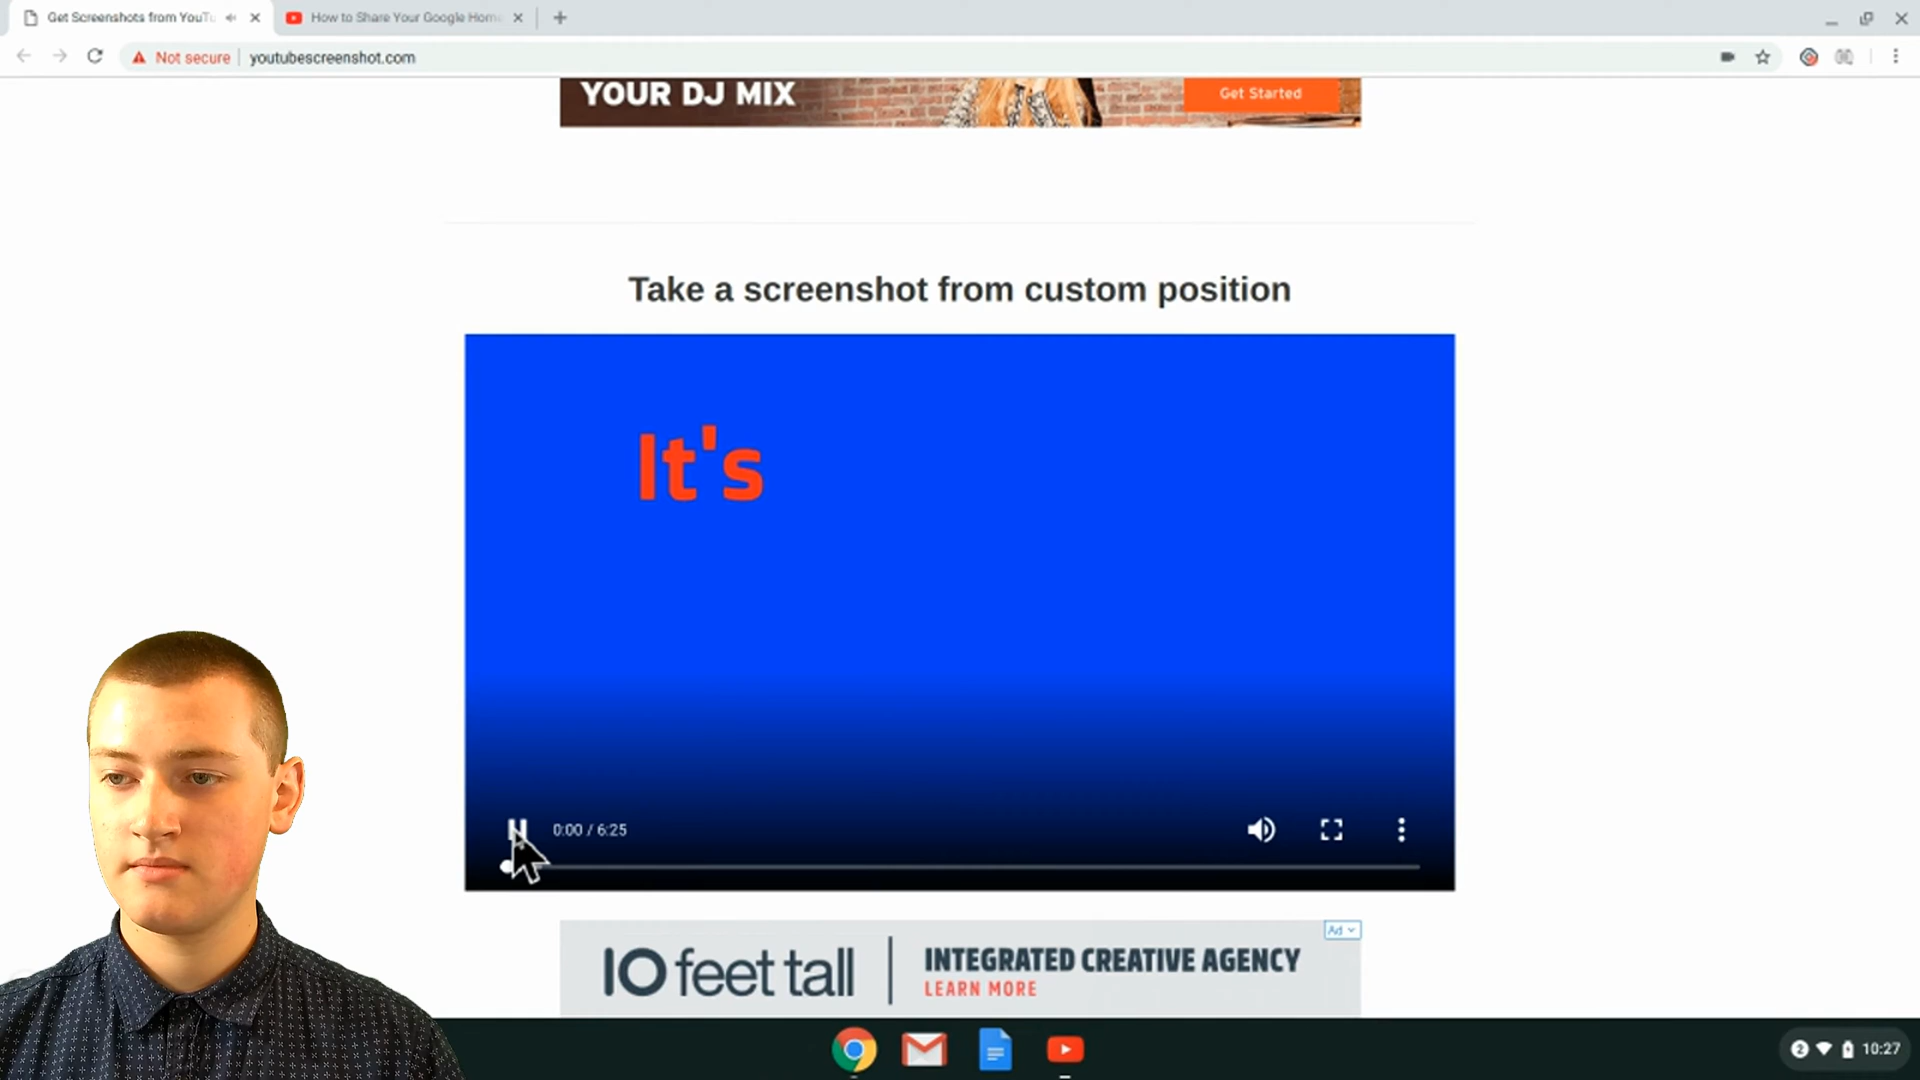 Get Screenshots from YouTu
How to Share Your Google Hom
Not secure
youtubescreenshot.com
YOUR DJ MIX
Get Started
Take a screenshot from custom position
It's
0:00 / 6:25
Ad
10 feet tall
INTEGRATED CREATIVE AGENCY
LEARN MORE
2
10:27